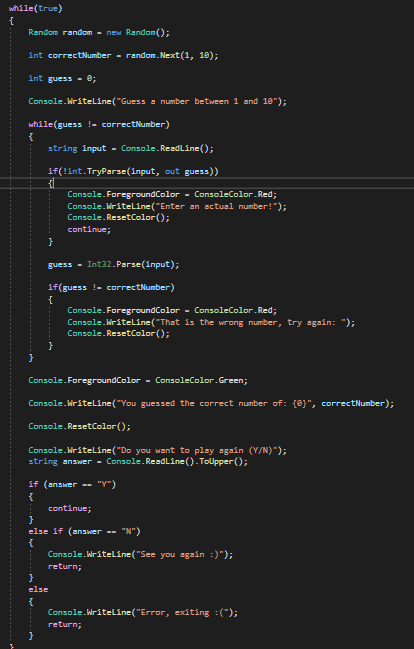 while(true)
{
Random random = new Random();
int correctNumber = random.Next(1, 10);
int guess = 0;
Console.WriteLine("Guess a number between 1 and 10");
while(guess != correctNumber)
{
string input = Console.ReadLine();
if(!int.TryParse(input, out guess))
{
Console.ForegroundColor = ConsoleColor.Red;
Console.WriteLine("Enter an actual number!");
Console.ResetColor();
continue;
}
guess = Int32.Parse(input);
if(guess != correctNumber)
{
Console.ForegroundColor = ConsoleColor.Red;
Console.WriteLine("That is the wrong number, try again: ");
Console.ResetColor();
}
}
Console.ForegroundColor = ConsoleColor.Green;
Console.WriteLine("You guessed the correct number of: {0}", correctNumber);
Console.ResetColor();
Console.WriteLine("Do you want to play again (Y/N)");
string answer = Console.ReadLine().ToUpper();
if (answer == "Y")
{
continue;
}
else if (answer == "N")
{
Console.WriteLine("See you again :)");
return;
}
else
{
Console.WriteLine("Error, exiting :(");
return;
}
}